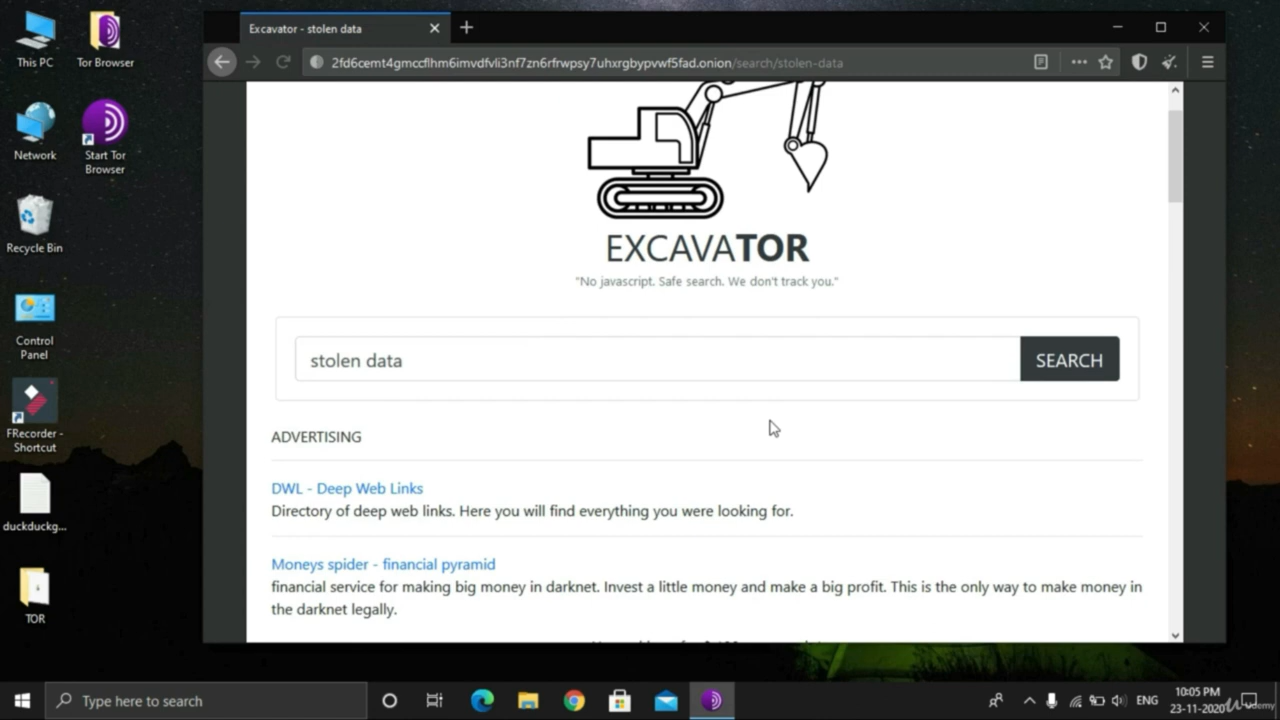 This PC
Tor Browser
Network
Start Tor
Browser
Recycle Bin
Control
Panel
FRecorder -
Shortcut
duckduckg...
TOR
Excavator - stolen data
2fd6cemt4gmccflhm6imvdfvli3nf7zn6rfrwpsy7uhxrgbypvwf5fad.onion/search/stolen-data
EXCAVATOR
"No javascript. Safe search. We don't track you."
stolen data
SEARCH
ADVERTISING
DWL - Deep Web Links
Directory of deep web links. Here you will find everything you were looking for.
Moneys spider - financial pyramid
financial service for making big money in darknet. Invest a little money and make a big profit. This is the only way to make money in
the darknet legally.
Type here to search
ENG
10:05 PM
23-11-2020
Udemy